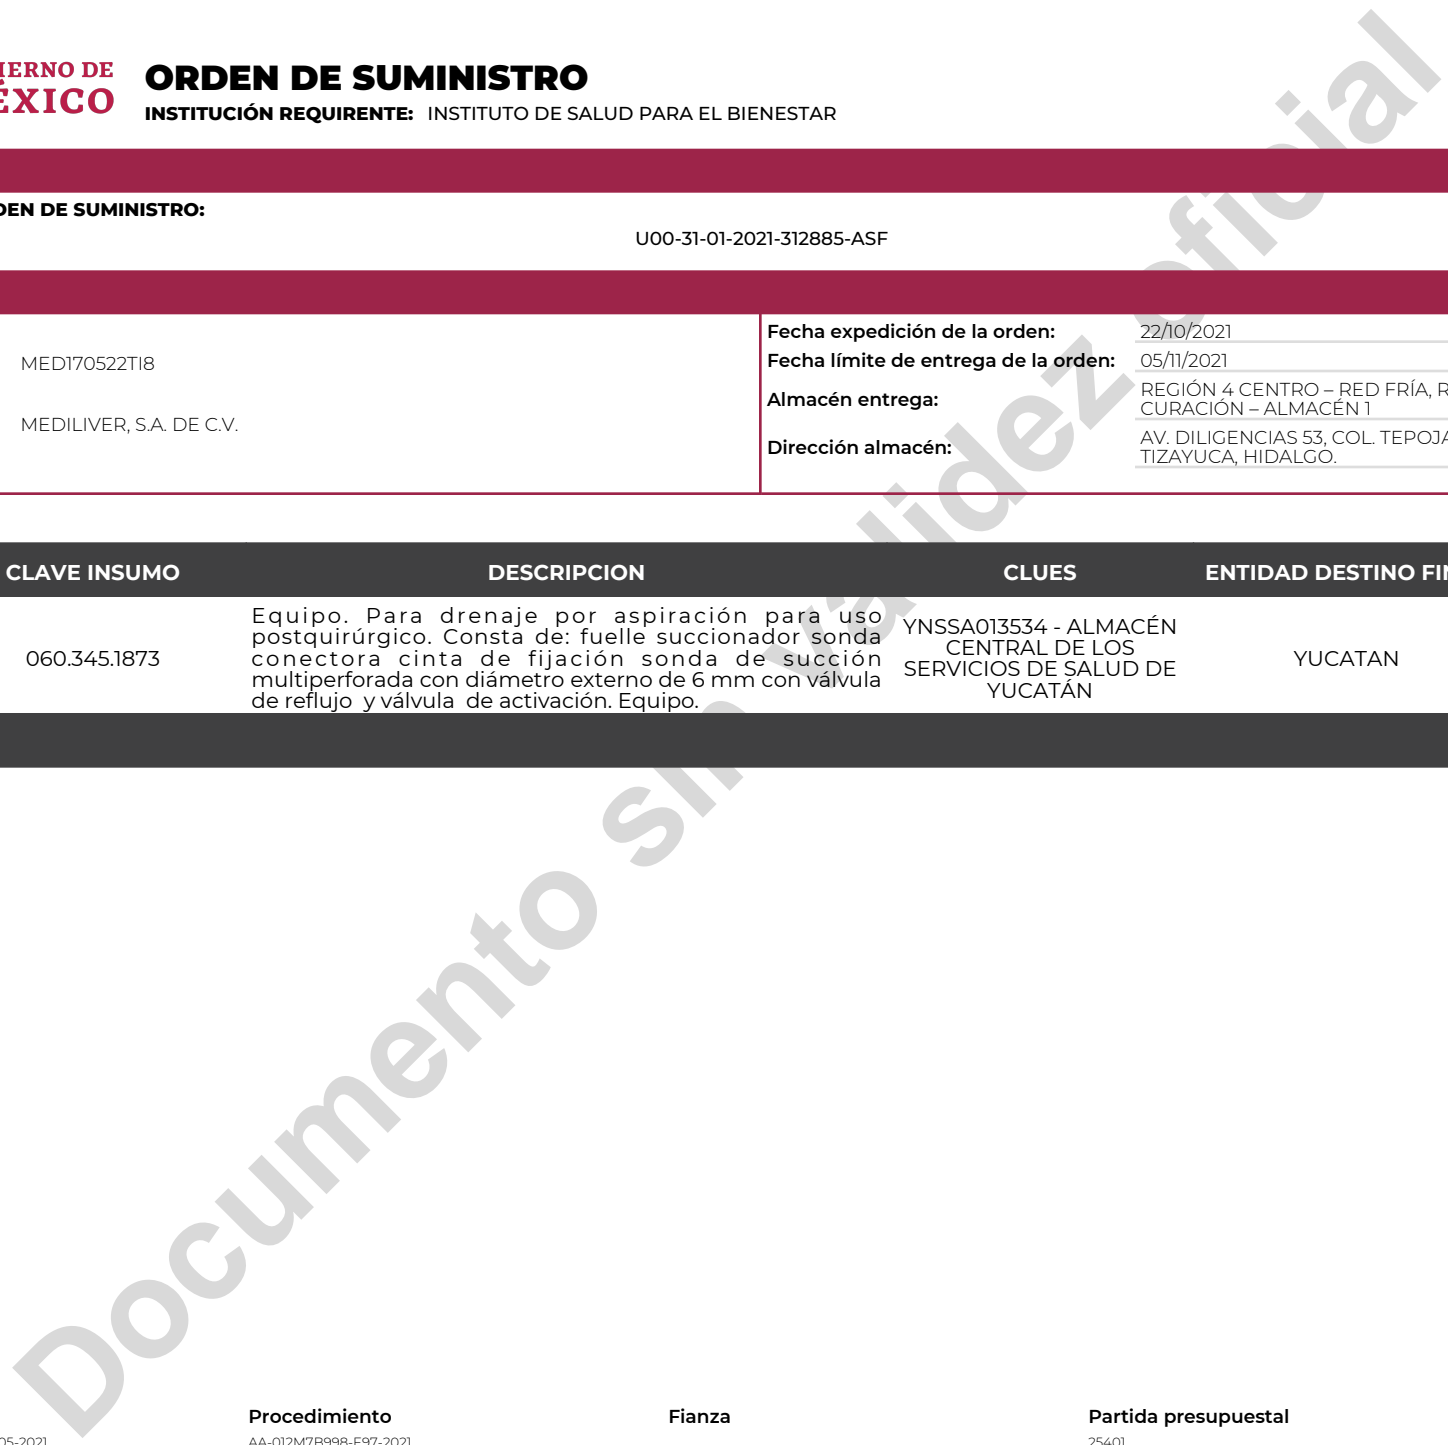 ORDEN DE SUMINISTRO
INSTITUCIÓN REQUIRENTE: INSTITUTO DE SALUD PARA EL BIENESTAR
DE
MÉXICO
DE SUMINISTRO:
U00-31-01-2021-312885-ASF
MED170522TI8
MEDILIVER, S.A. DE C.V.
Fecha expedición de la orden: 22/10/2021
Fecha límite de entrega de la orden: 05/11/2021
Almacén entrega: REGIÓN 4 CENTRO – RED FRÍA,
CURACIÓN – ALMACÉN 1
Dirección almacén: AV. DILIGENCIAS 53, COL.
TIZAYUCA, HIDALGO.
CLAVE INSUMO DESCRIPCION CLUES ENTIDAD DESTINO
060.345.1873
Equipo. Para drenaje por aspiración para uso
postquirúrgico. Consta de: fuelle succionador sonda
conectora cinta de fijación sonda de succión
multiperforada con diámetro externo de 6 mm con válvula
de reflujo y válvula de activación. Equipo.
YNSSA013534 - ALMACÉN
CENTRAL DE LOS
SERVICIOS DE SALUD DE
YUCATÁN
YUCATAN
Documento sin validez oficial
Procedimiento Fianza Partida presupuestal
05-2021 AA-012M7B998-E97-2021 25401